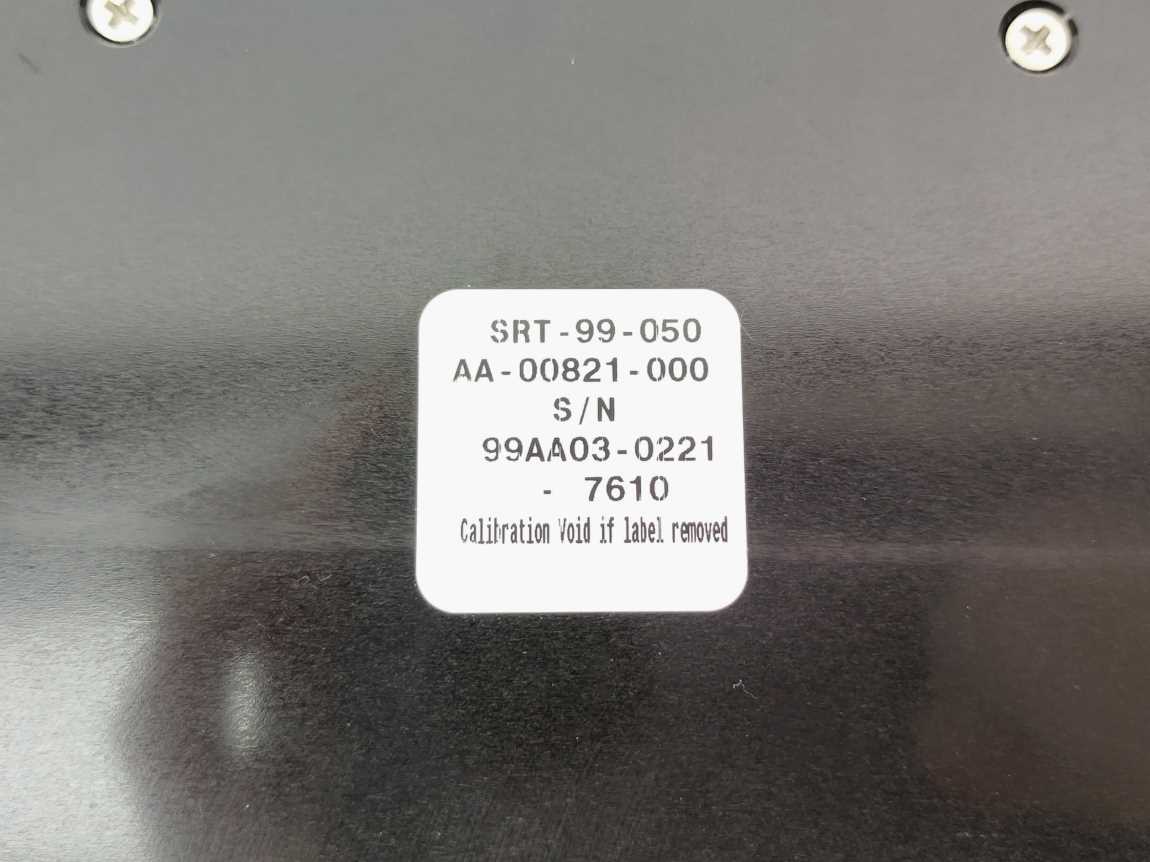 SRT-99-050
AA-00821-000
S/N
99AA03-0221
- 7610
Calibration Void if label removed